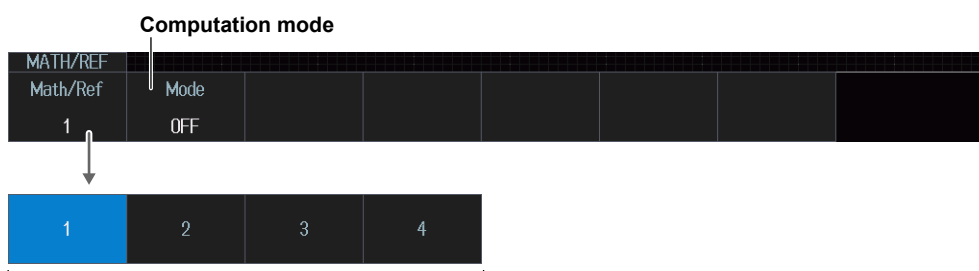 Computation mode
MATH/REF
Math/Ref Mode
1 OFF
1 2 3 4